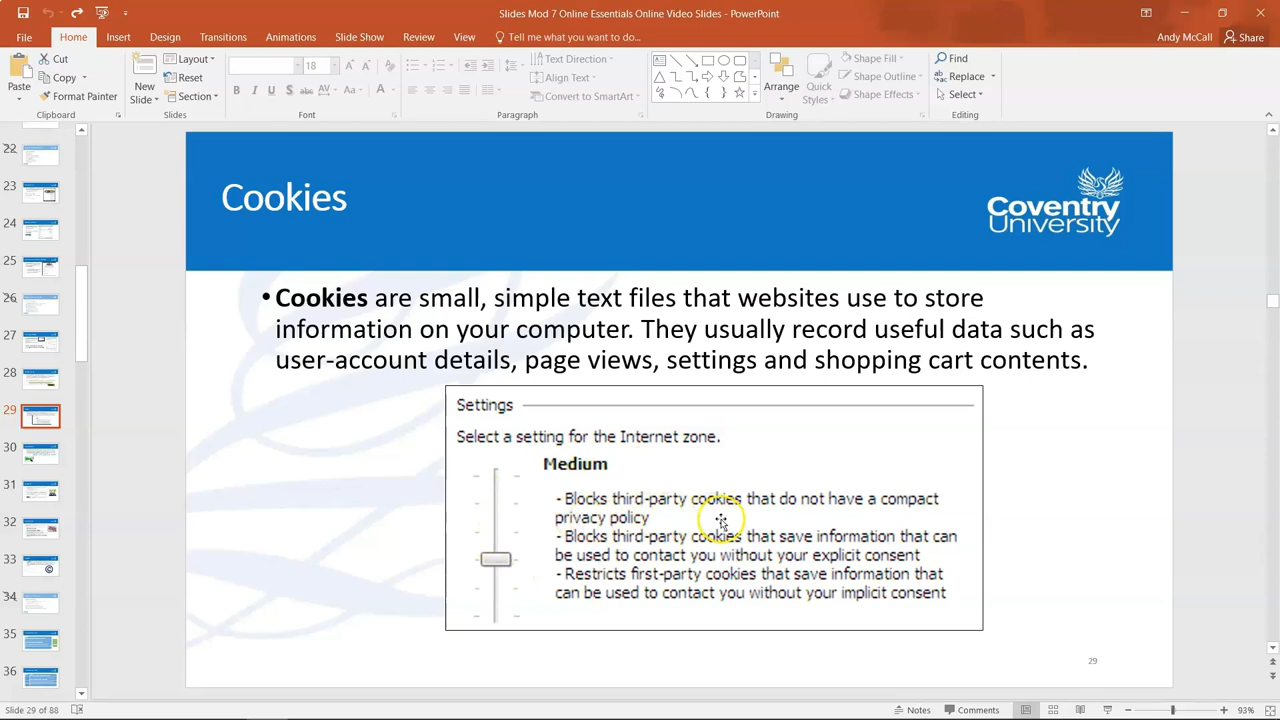 Slides Mod 7 Online Essentials Online Video Slides - PowerPoint
File Home Insert Design Transitions Animations Slide Show Review View Tell me what you want to do... Andy McCall Share
Paste
Cut
Copy
Format Painter
Clipboard
New
Slide
Layout
Reset
Section
Slides
18
B I U S abc AV Aa A
Font
Text Direction
Align Text
Convert to SmartArt
Paragraph
Arrange
Quick
Styles
Shape Fill
Shape Outline
Shape Effects
Drawing
Find
Replace
Select
Editing
22
23
24
25
26
27
28
29
30
31
32
33
34
35
36
Cookies
Coventry
University
• Cookies are small, simple text files that websites use to store
information on your computer. They usually record useful data such as
user-account details, page views, settings and shopping cart contents.
Settings
Select a setting for the Internet zone.
Medium
- Blocks third-party cookies that do not have a compact
privacy policy
- Blocks third-party cookies that save information that can
be used to contact you without your explicit consent
- Restricts first-party cookies that save information that
can be used to contact you without your implicit consent
29
Slide 29 of 88 Notes Comments 93%